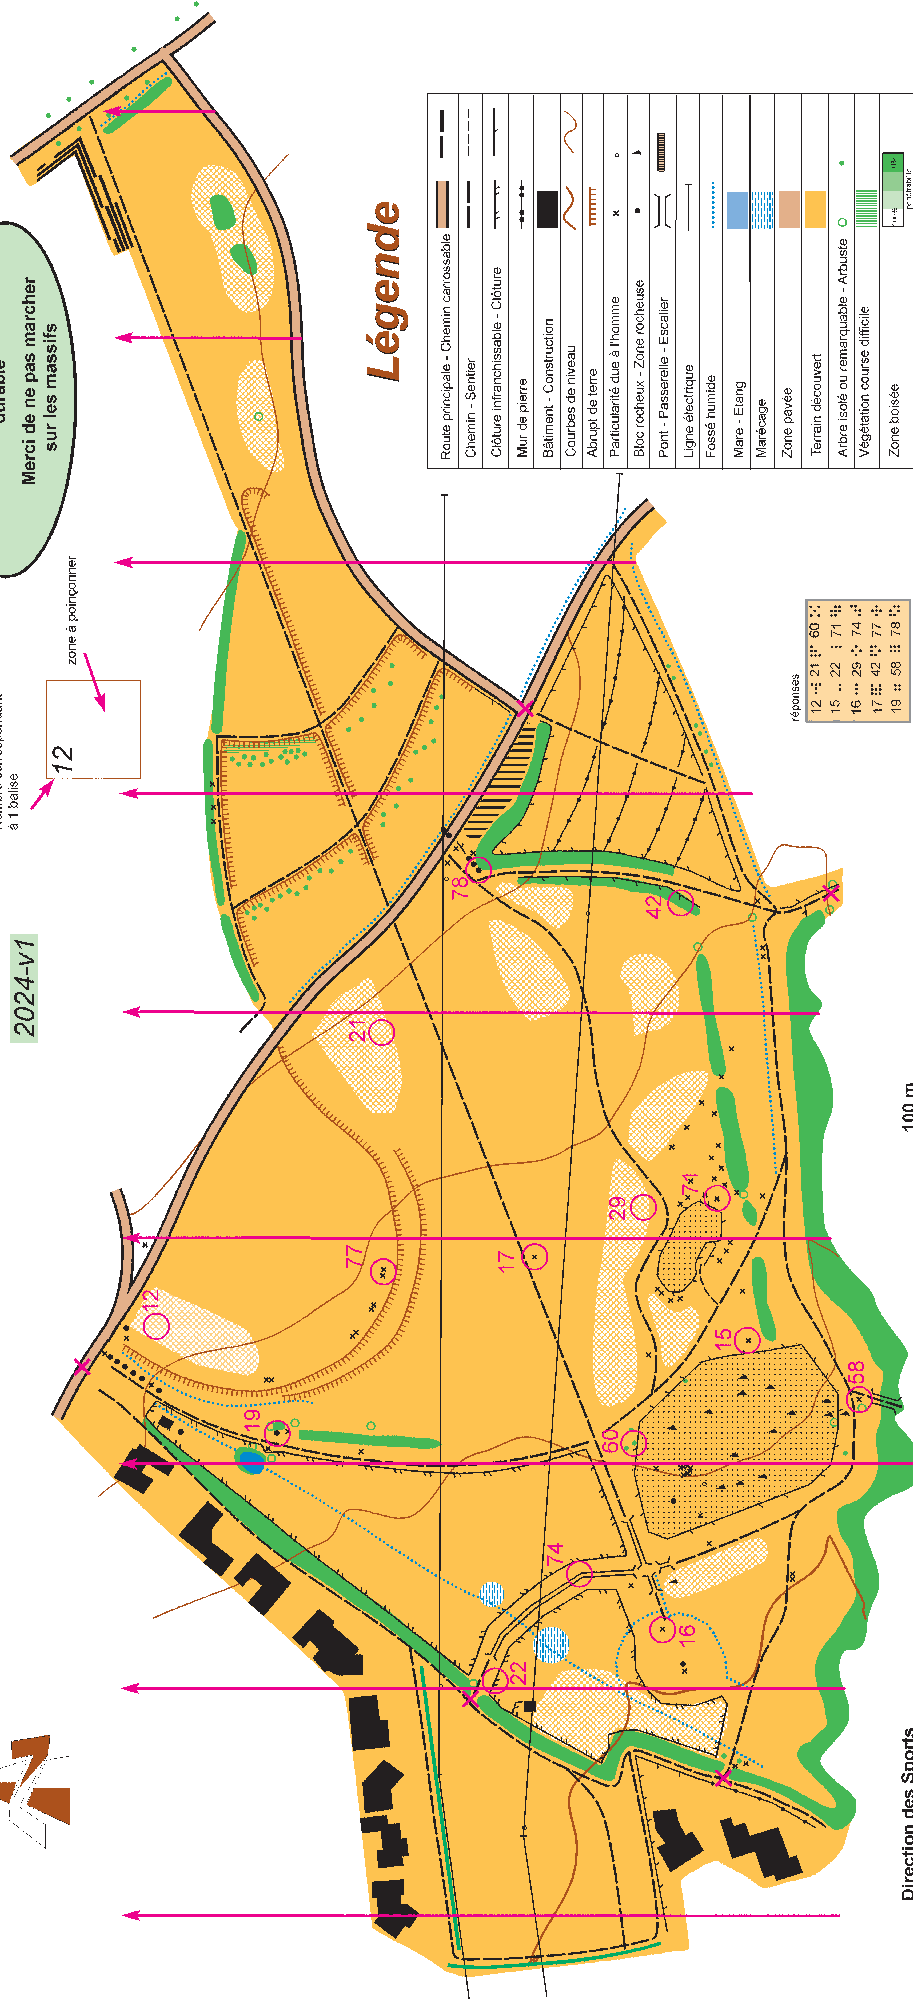 durable
Merci de ne pas marcher
sur les massifs
zone à poinçonner
à 1 balise
12
2024-v1
Légende
Route principale - Chemin carrossable
Chemin - Sentier
Clôture infranchissable - Clôture
Mur de pierre
Bâtiment - Construction
Courbes de niveau
Abrupt de terre
Particularité due à l'homme
Bloc rocheux - Zone rocheuse
Pont - Passerelle - Escalier
Ligne électrique
Fossé humide
Mare - Etang
Marécage
Zone pavée
Terrain découvert
Arbre isolé ou remarquable - Arbuste
Végétation course difficile
Zone boisée
réponses
12 21 60
15 22 71
16 29 74
17 42 77
19 58 78
78
42
21
71
29
17
77
12
15
58
19
60
74
16
22
100 m
Direction des Sports